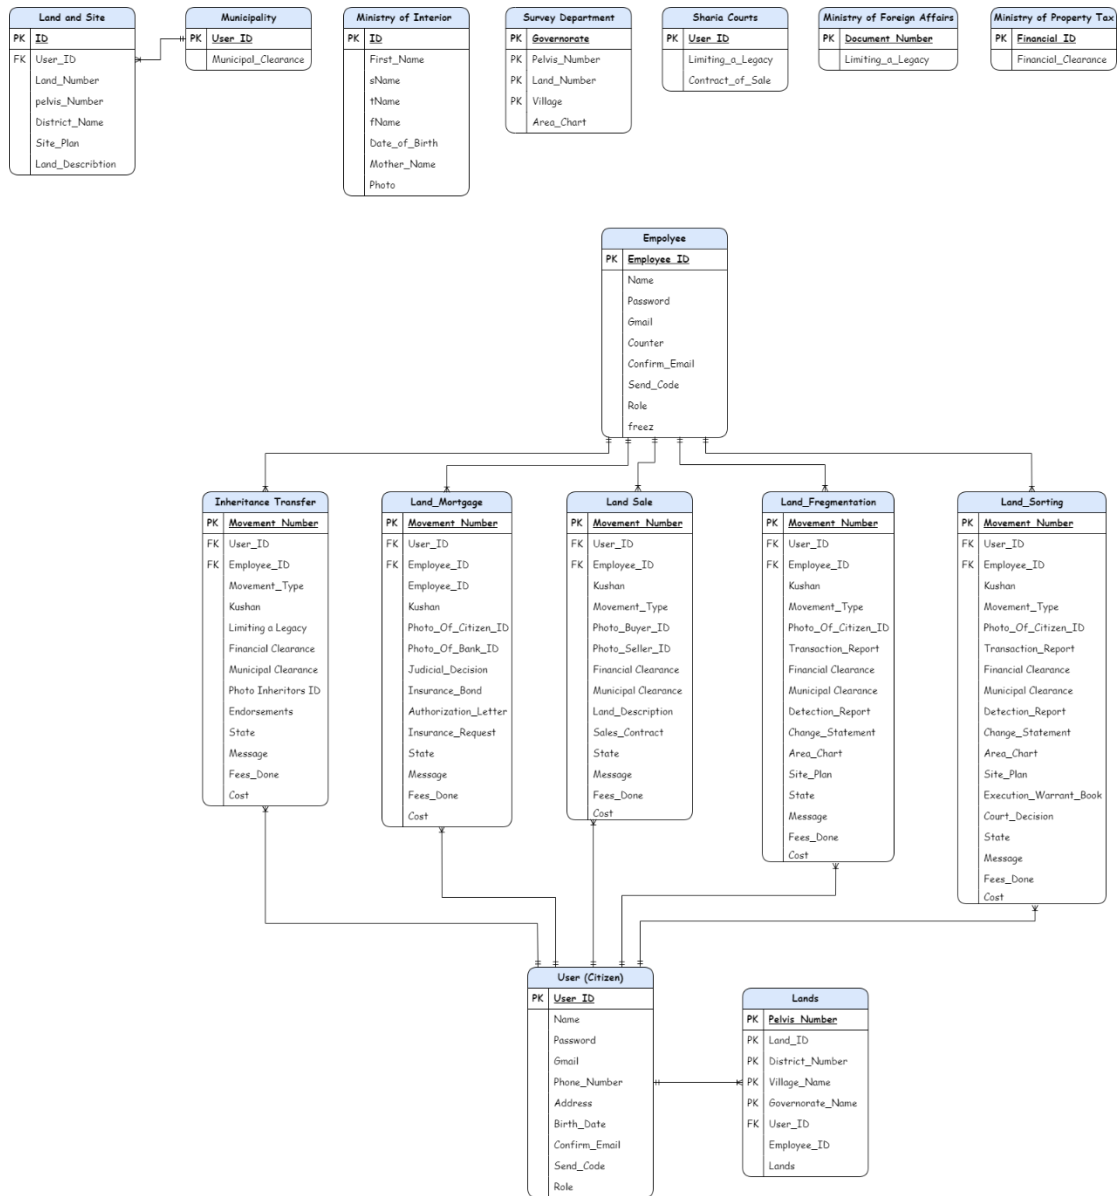 Land and Site
PK ID
FK User_ID
Land_Number
pelvis_Number
District_Name
Site_Plan
Land_Describtion
Municipality
PK User_ID
Municipal_Clearance
Ministry of Interior
PK ID
First_Name
sName
tName
fName
Date_of_Birth
Mother_Name
Photo
Survey Department
PK Governorate
PK Pelvis_Number
PK Land_Number
PK Village
Area_Chart
Sharia Courts
PK User_ID
Limiting_a_Legacy
Contract_of_Sale
Ministry of Foreign Affairs
PK Document_Number
Limiting_a_Legacy
Ministry of Property Tax
PK Financial_ID
Financial_Clearance
Empolyee
PK Employee_ID
Name
Password
Gmail
Counter
Confirm_Email
Send_Code
Role
freez
Inheritance Transfer
PK Movement_Number
FK User_ID
FK Employee_ID
Movement_Type
Kushan
Limiting a Legacy
Financial Clearance
Municipal Clearance
Photo Inheritors ID
Endorsements
State
Message
Fees_Done
Cost
Land_Mortgage
PK Movement_Number
FK User_ID
FK Employee_ID
Employee_ID
Kushan
Photo_Of_Citizen_ID
Photo_Of_Bank_ID
Judicial_Decision
Insurance_Bond
Authorization_Letter
Insurance_Request
State
Message
Fees_Done
Cost
Land Sale
PK Movement_Number
FK User_ID
FK Employee_ID
Kushan
Movement_Type
Photo_Buyer_ID
Photo_Seller_ID
Financial Clearance
Municipal Clearance
Land_Description
Sales_Contract
State
Message
Fees_Done
Cost
Land_Fregmentation
PK Movement_Number
FK User_ID
FK Employee_ID
Kushan
Movement_Type
Photo_Of_Citizen_ID
Transaction_Report
Financial Clearance
Municipal Clearance
Detection_Report
Change_Statement
Area_Chart
Site_Plan
State
Message
Fees_Done
Cost
Land_Sorting
PK Movement_Number
FK User_ID
FK Employee_ID
Kushan
Movement_Type
Photo_Of_Citizen_ID
Transaction_Report
Financial Clearance
Municipal Clearance
Detection_Report
Change_Statement
Area_Chart
Site_Plan
Execution_Warrant_Book
Court_Decision
State
Message
Fees_Done
Cost
User (Citizen)
PK User_ID
Name
Password
Gmail
Phone_Number
Address
Birth_Date
Confirm_Email
Send_Code
Role
Lands
PK Pelvis_Number
PK Land_ID
PK District_Number
PK Village_Name
PK Governorate_Name
FK User_ID
Employee_ID
Lands